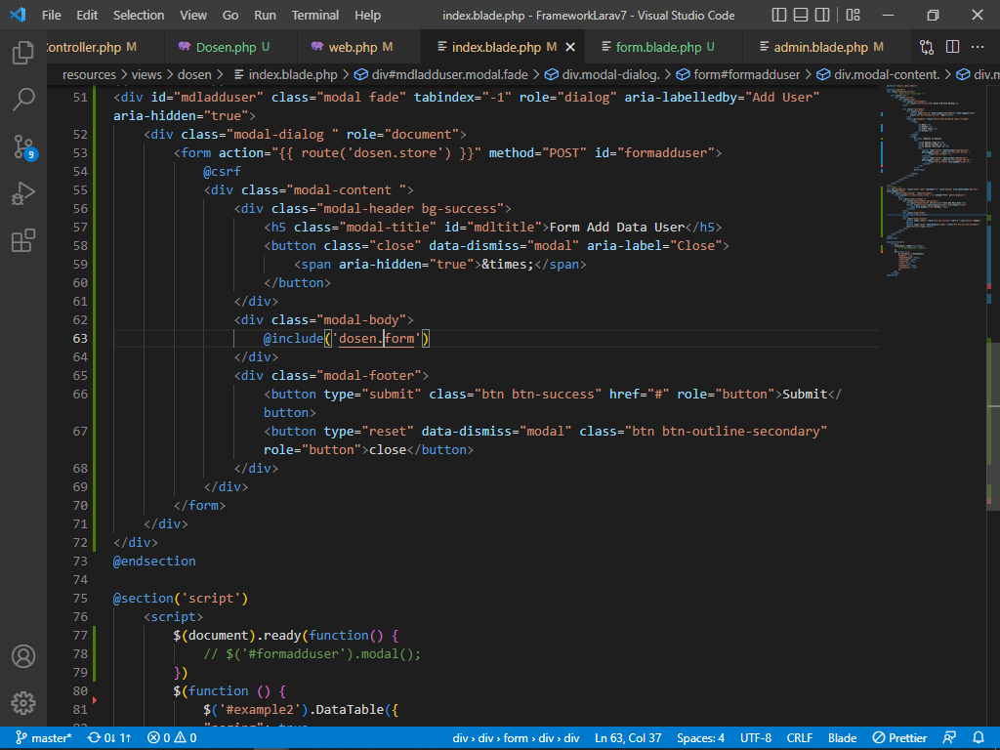 File Edit Selection View Go Run Terminal Help index.blade.php - FrameworkLarav7 - Visual Studio Code
Controller.php M Dosen.php U web.php M index.blade.php M form.blade.php U admin.blade.php M
resources > views > dosen > index.blade.php > div#mdladduser.modal.fade > div.modal-dialog. > form#formadduser > div.modal-content. > div.m
51 <div id="mdladduser" class="modal fade" tabindex="-1" role="dialog" aria-labelledby="Add User"
aria-hidden="true">
52 <div class="modal-dialog " role="document">
53 <form action="{{ route('dosen.store') }}" method="POST" id="formadduser">
54 @csrf
55 <div class="modal-content ">
56 <div class="modal-header bg-success">
57 <h5 class="modal-title" id="mdltitle">Form Add Data User</h5>
58 <button class="close" data-dismiss="modal" aria-label="Close">
59 <span aria-hidden="true">&times;</span>
60 </button>
61 </div>
62 <div class="modal-body">
63 @include('dosen.form')
64 </div>
65 <div class="modal-footer">
66 <button type="submit" class="btn btn-success" href="#" role="button">Submit</
button>
67 <button type="reset" data-dismiss="modal" class="btn btn-outline-secondary"
role="button">close</button>
68 </div>
69 </div>
70 </form>
71 </div>
72 </div>
73 @endsection
74
75 @section('script')
76 <script>
77 $(document).ready(function() {
78 // $('#formadduser').modal();
79 })
80 $(function () {
81 $('#example2').DataTable({
9
master* 0↓ 1↑ 0 0 div › div › form › div › div Ln 63, Col 37 Spaces: 4 UTF-8 CRLF Blade Prettier